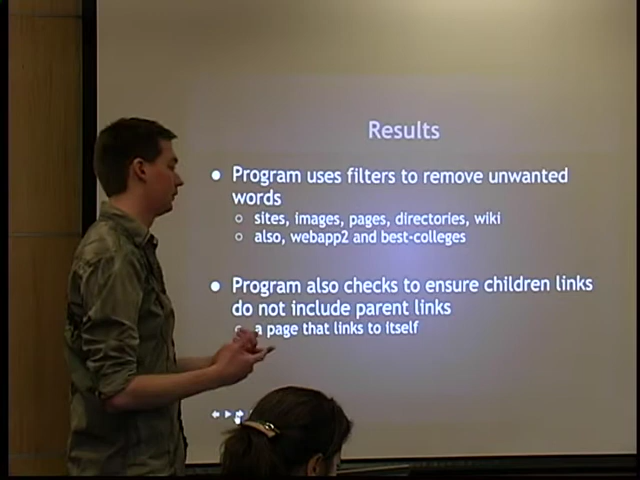 Results
Program uses filters to remove unwanted
words
sites, images, pages, directories, wiki
also, webapp2 and best-colleges
Program also checks to ensure children links
do not include parent links
a page that links to itself